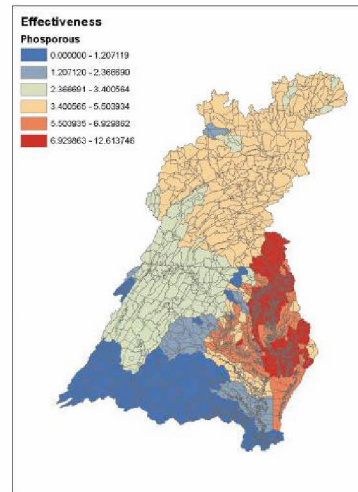 Effectiveness
Phosporous
0.000000 - 1.207119
1.207120 - 2.366690
2.366691 - 3.400564
3.400565 - 5.503934
5.503935 - 6.929862
6.929863 - 12.613746